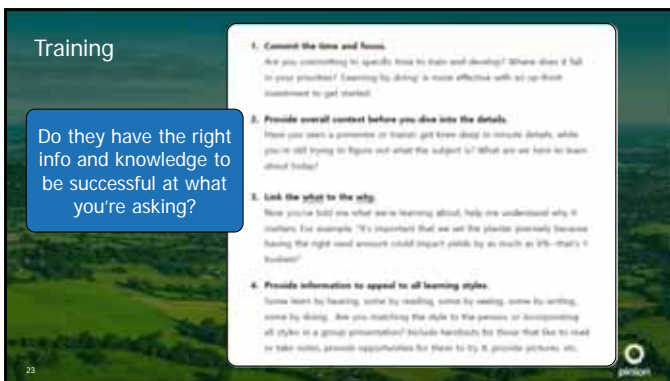 Training
Do they have the right
info and knowledge to
be successful at what
you're asking?
1. Commit the time and focus.
Are you committing to specific time to train and develop? Where does it fall
in your priorities? "Learning by doing" is more effective with an up-front
investment to get started.
2. Provide overall context before you dive into the details.
Have you seen a presenter or trainer get knee deep in minute details, while
you're still trying to figure out what the subject is? What are we here to learn
about today?
3. Link the what to the why.
Now you've told me what we're learning about, help me understand why it
matters. For example: "It's important that we set the planter precisely because
having the right seed amount could impact yields by as much as
4. Provide information to appeal to all learning styles.
Some learn by hearing, some by reading, some by seeing, some by writing,
some by doing. Are you matching the style to the person, or incorporating
all styles in a group presentation? Include handouts for those that like to read
or take notes, provide opportunities for them to try it, provide pictures, etc.
23
pinion